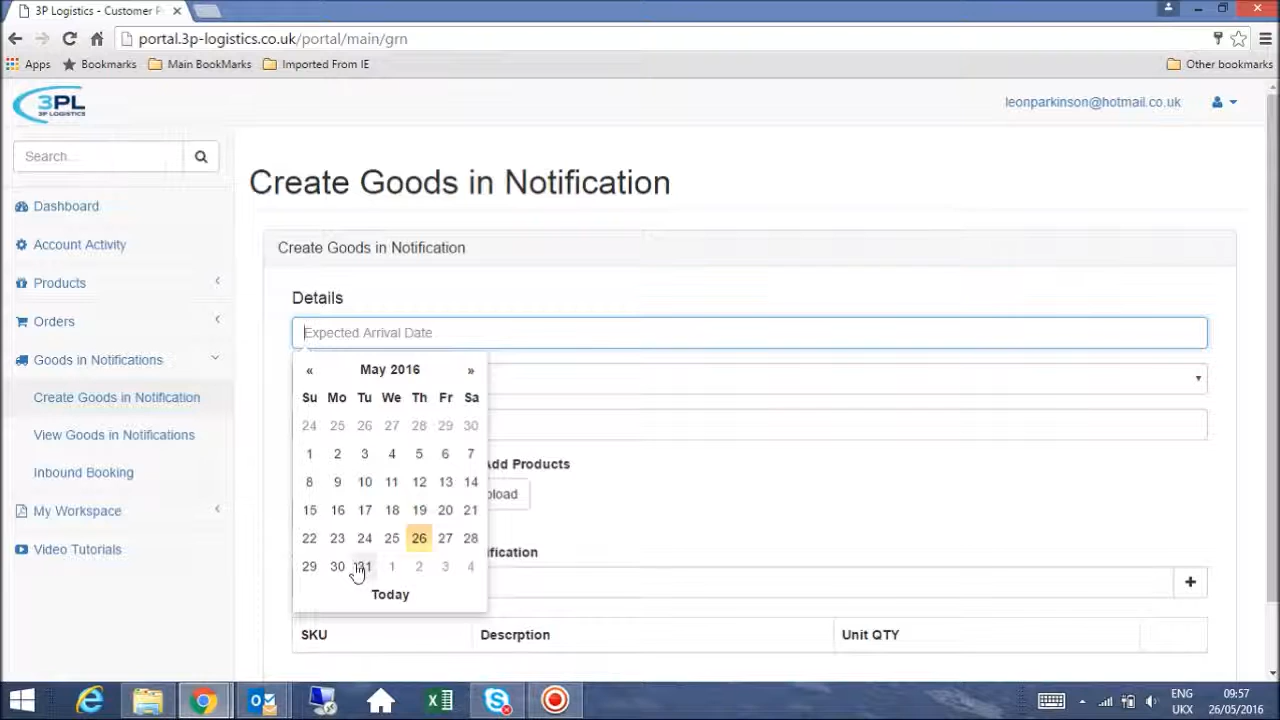 3P Logistics - Customer P
portal.3p-logistics.co.uk/portal/main/grn
Apps Bookmarks Main BookMarks Imported From IE Other bookmarks
3PL
3P LOGISTICS
leonparkinson@hotmail.co.uk
Search...
Dashboard
Account Activity
Products
Orders
Goods in Notifications
Create Goods in Notification
View Goods in Notifications
Inbound Booking
My Workspace
Video Tutorials
Create Goods in Notification
Create Goods in Notification
Details
Expected Arrival Date
« May 2016 »
Su Mo Tu We Th Fr Sa
24 25 26 27 28 29 30
1 2 3 4 5 6 7
8 9 10 11 12 13 14
15 16 17 18 19 20 21
22 23 24 25 26 27 28
29 30 31 1 2 3 4
Today
Add Products
pload
ification
SKU Descrption Unit QTY
ENG 09:57
UKX 26/05/2016